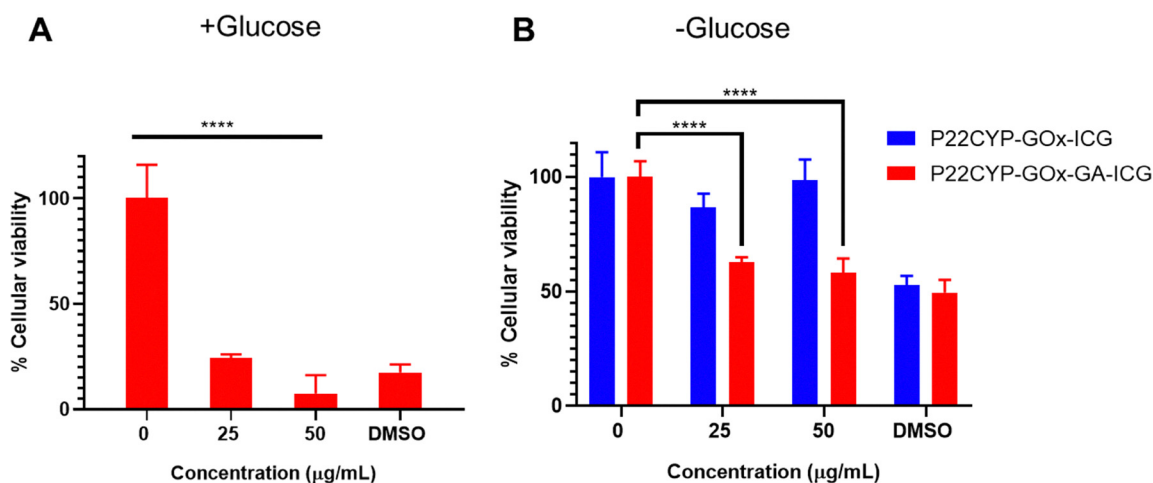 A
+Glucose
% Cellular viability
100
50
0
****
0 25 50 DMSO
Concentration (µg/mL)
B
-Glucose
% Cellular viability
100
50
0
****
****
0 25 50 DMSO
Concentration (µg/mL)
P22CYP-GOx-ICG
P22CYP-GOx-GA-ICG